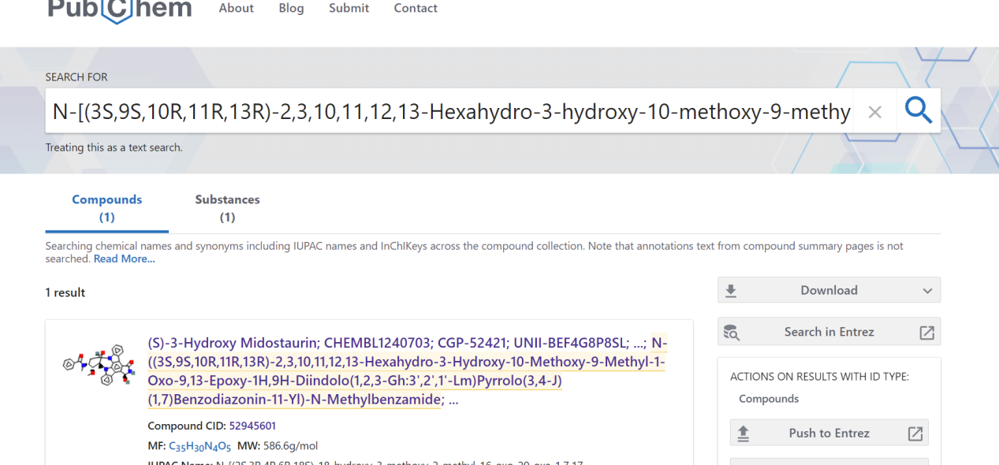 PubChem About Blog Submit Contact
SEARCH FOR
N-[(3S,9S,10R,11R,13R)-2,3,10,11,12,13-Hexahydro-3-hydroxy-10-methoxy-9-methy
Treating this as a text search.
Compounds
(1)
Substances
(1)
Searching chemical names and synonyms including IUPAC names and InChIKeys across the compound collection. Note that annotations text from compound summary pages is not
searched. Read More...
1 result
(S)-3-Hydroxy Midostaurin; CHEMBL1240703; CGP-52421; UNII-BEF4G8P8SL; ...; N-
((3S,9S,10R,11R,13R)-2,3,10,11,12,13-Hexahydro-3-Hydroxy-10-Methoxy-9-Methyl-1-
Oxo-9,13-Epoxy-1H,9H-Diindolo(1,2,3-Gh:3',2',1'-Lm)Pyrrolo(3,4-J)
(1,7)Benzodiazonin-11-Yl)-N-Methylbenzamide; ...
Compound CID: 52945601
MF: C₃₅H₃₀N₄O₅ MW: 586.6g/mol
IUPAC Name: N-[(2S,3R,4R,6R,18S)-18-hydroxy-3-methoxy-2-methyl-16-oxo-29-oxa-1,7,17-
Download
Search in Entrez
ACTIONS ON RESULTS WITH ID TYPE:
Compounds
Push to Entrez